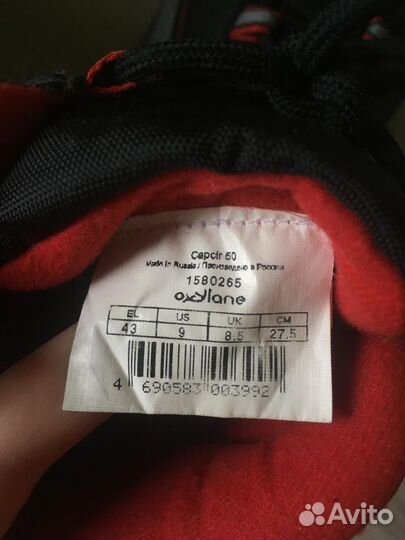 Capcir 50
Made in Russia / Произведено в России
1580265
oxylane
EL US UK CM
43 9 8.5 27.5
4 690583 003992
Avito